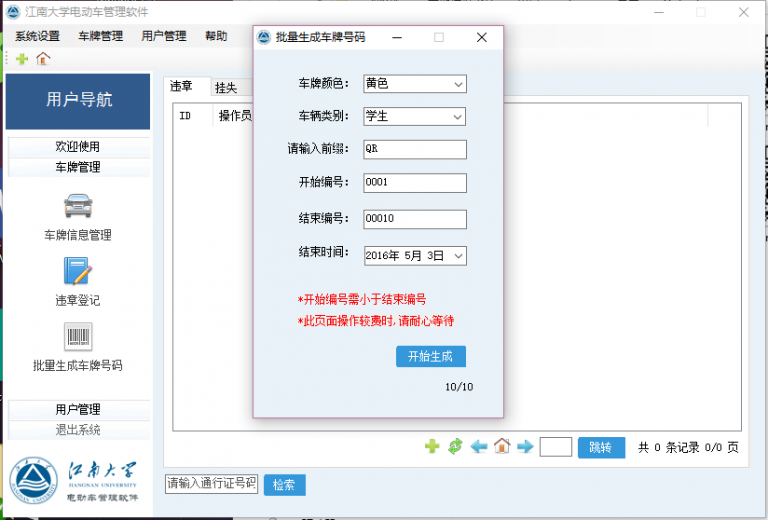 江南大学电动车管理软件
系统设置 车牌管理 用户管理 帮助
用户导航
欢迎使用
车牌管理
车牌信息管理
违章登记
批量生成车牌号码
用户管理
退出系统
江南大学
JIANGNAN UNIVERSITY
电动车管理软件
违章 挂失
ID 操作员
批量生成车牌号码
车牌颜色： 黄色
车辆类别： 学生
请输入前缀： QR
开始编号： 0001
结束编号： 00010
结束时间： 2016年 5月 3日
*开始编号需小于结束编号
*此页面操作较费时,请耐心等待
开始生成
10/10
跳转 共 0 条记录 0/0 页
请输入通行证号码 检索